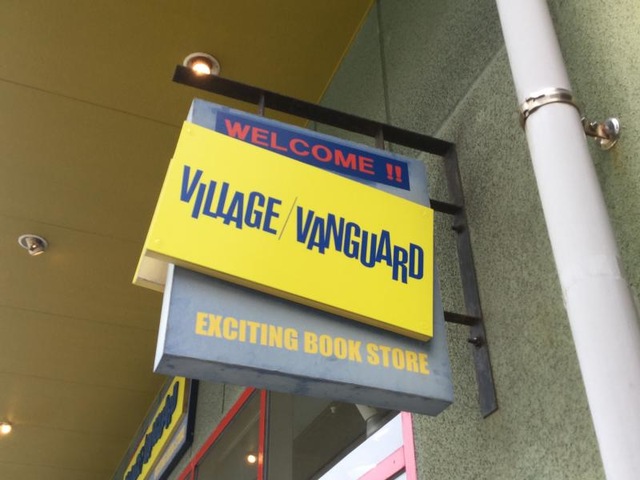 WELCOME !!
VILLAGE/VANGUARD
EXCITING BOOK STORE